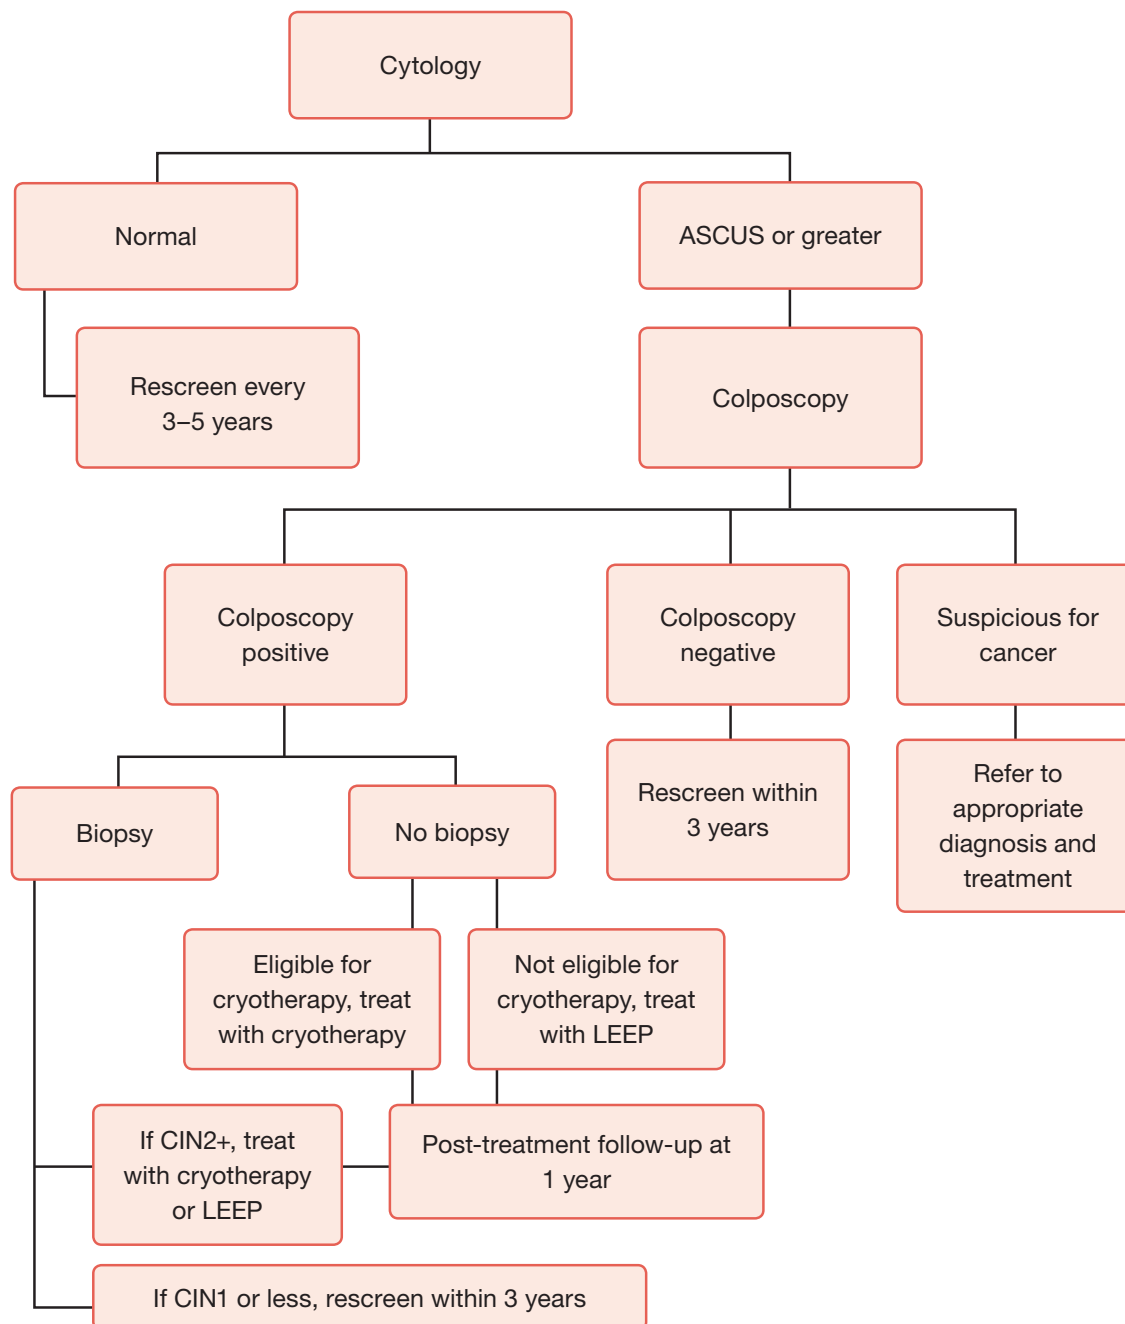 Cytology
Normal
ASCUS or greater
Rescreen every
3–5 years
Colposcopy
Colposcopy
positive
Colposcopy
negative
Suspicious for
cancer
Biopsy
No biopsy
Rescreen within
3 years
Refer to
appropriate
diagnosis and
treatment
Eligible for
cryotherapy, treat
with cryotherapy
Not eligible for
cryotherapy, treat
with LEEP
If CIN2+, treat
with cryotherapy
or LEEP
Post-treatment follow-up at
1 year
If CIN1 or less, rescreen within 3 years